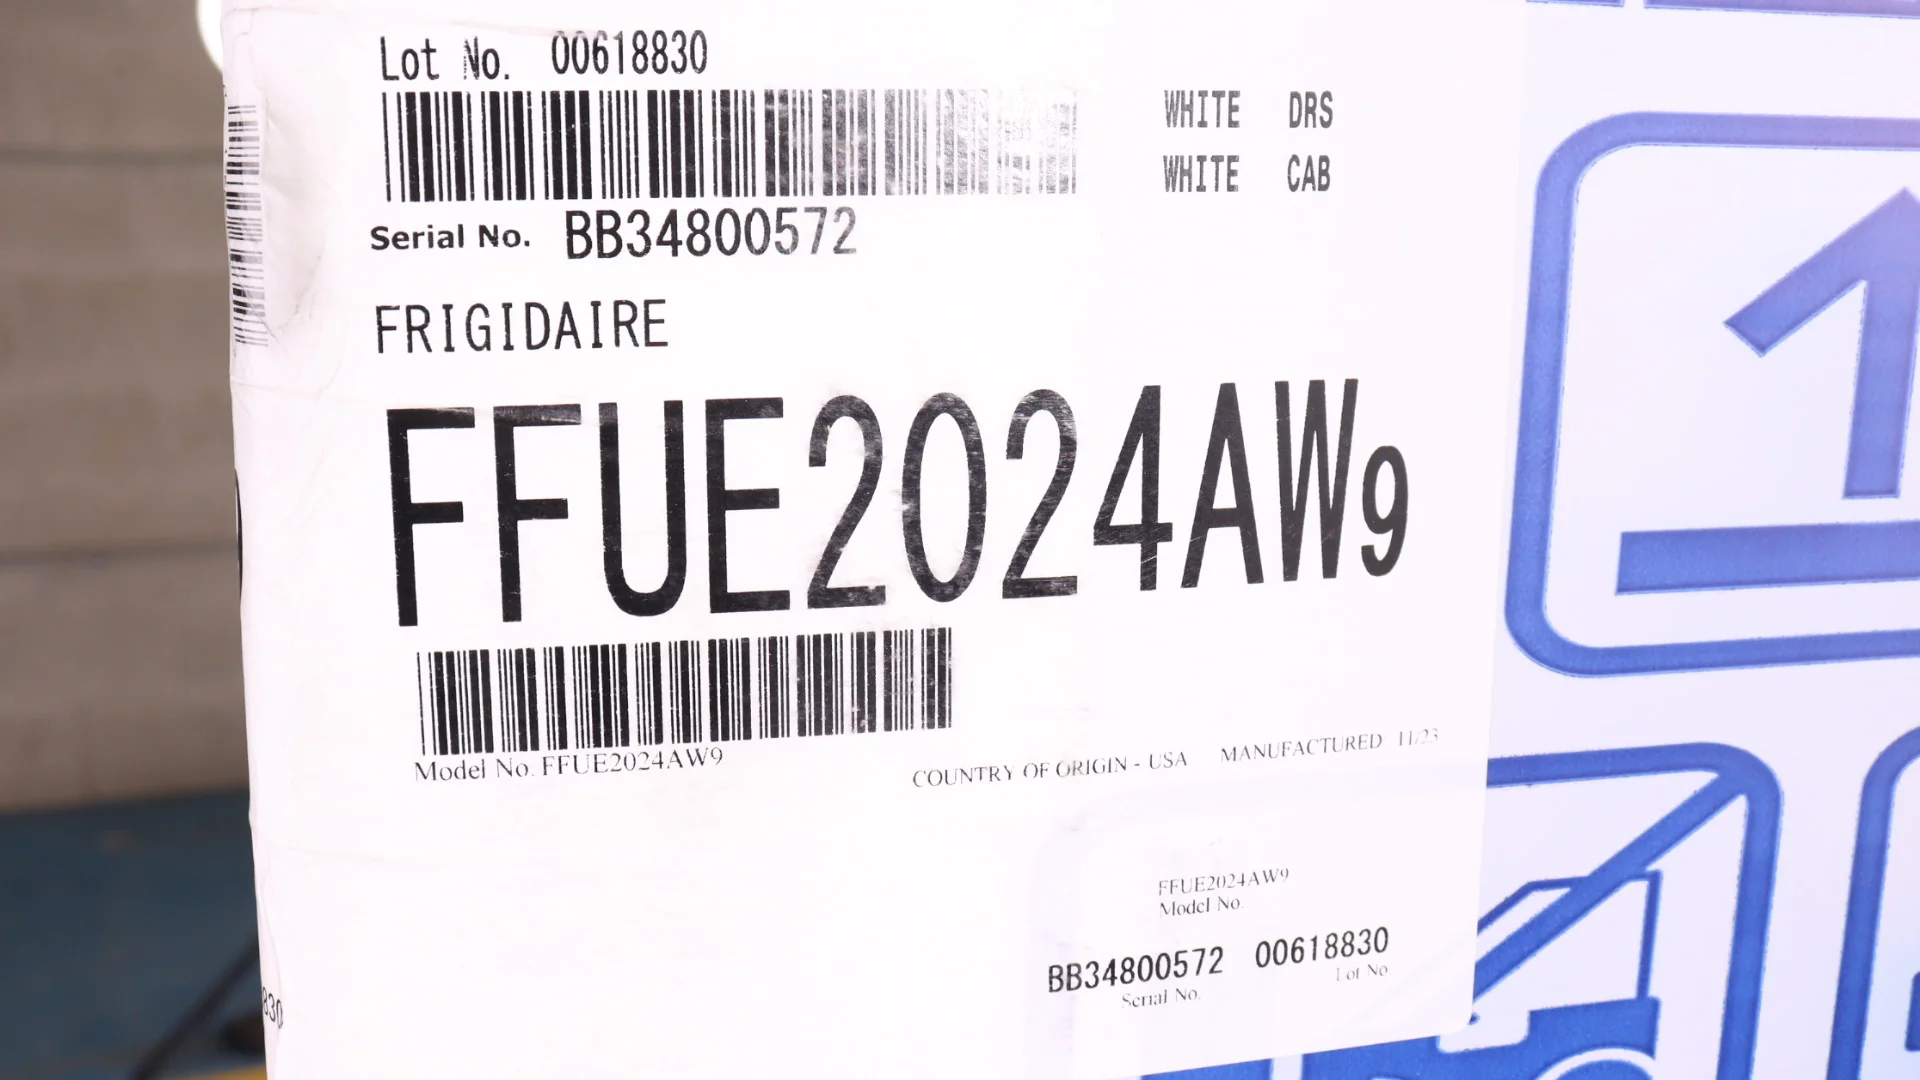 Lot No. 00618830
WHITE DRS
WHITE CAB
Serial No. BB34800572
FRIGIDAIRE
FFUE2024AW9
Model No. FFUE2024AW9
COUNTRY OF ORIGIN - USA MANUFACTURED 11/23
FFUE2024AW9
Model No.
BB34800572 00618830
Serial No. Lot No
830